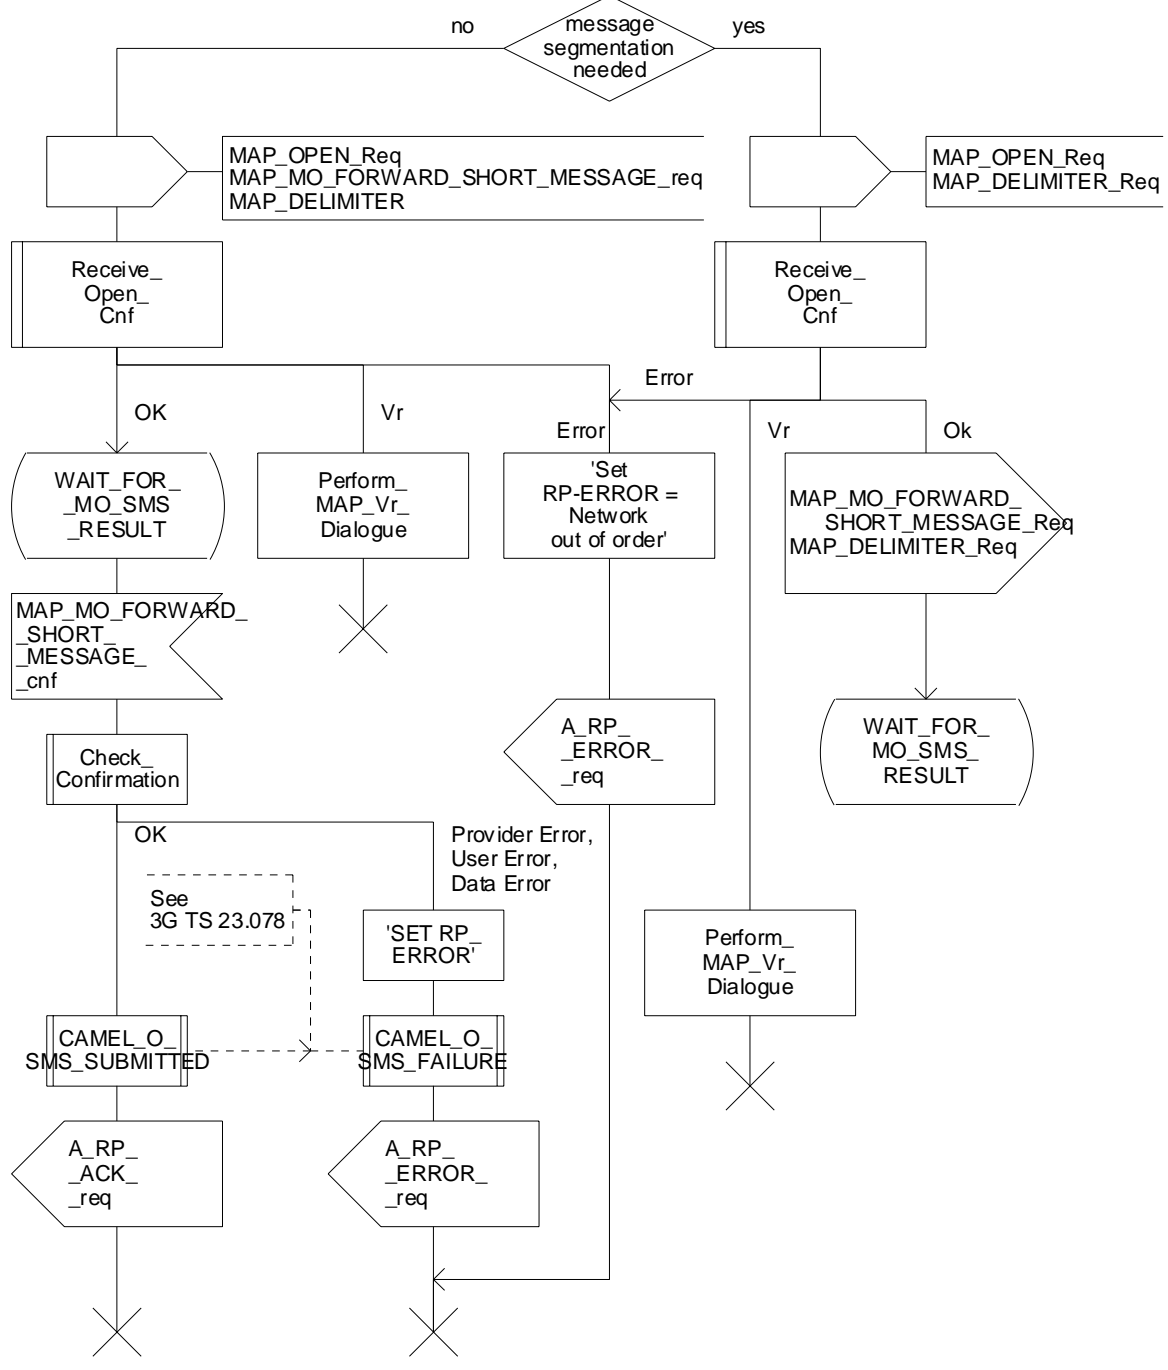 no
message
segmentation
needed
yes
MAP_OPEN_Req
MAP_MO_FORWARD_SHORT_MESSAGE_req
MAP_DELIMITER
MAP_OPEN_Req
MAP_DELIMITER_Req
Receive_
Open_
Cnf
Receive_
Open_
Cnf
Error
OK
Vr
Error
Vr
Ok
WAIT_FOR_
_MO_SMS
_RESULT
Perform_
MAP_Vr_
Dialogue
'Set
RP-ERROR =
Network
out of order'
MAP_MO_FORWARD_
SHORT_MESSAGE_Req
MAP_DELIMITER_Req
MAP_MO_FORWARD_
_SHORT_
_MESSAGE_
_cnf
A_RP_
_ERROR_
_req
WAIT_FOR_
MO_SMS_
RESULT
Check_
Confirmation
OK
Provider Error,
User Error,
Data Error
See
3G TS 23.078
'SET RP_
ERROR'
Perform_
MAP_Vr_
Dialogue
CAMEL_O_
SMS_SUBMITTED
CAMEL_O_
SMS_FAILURE
A_RP_
_ACK_
_req
A_RP_
_ERROR_
_req